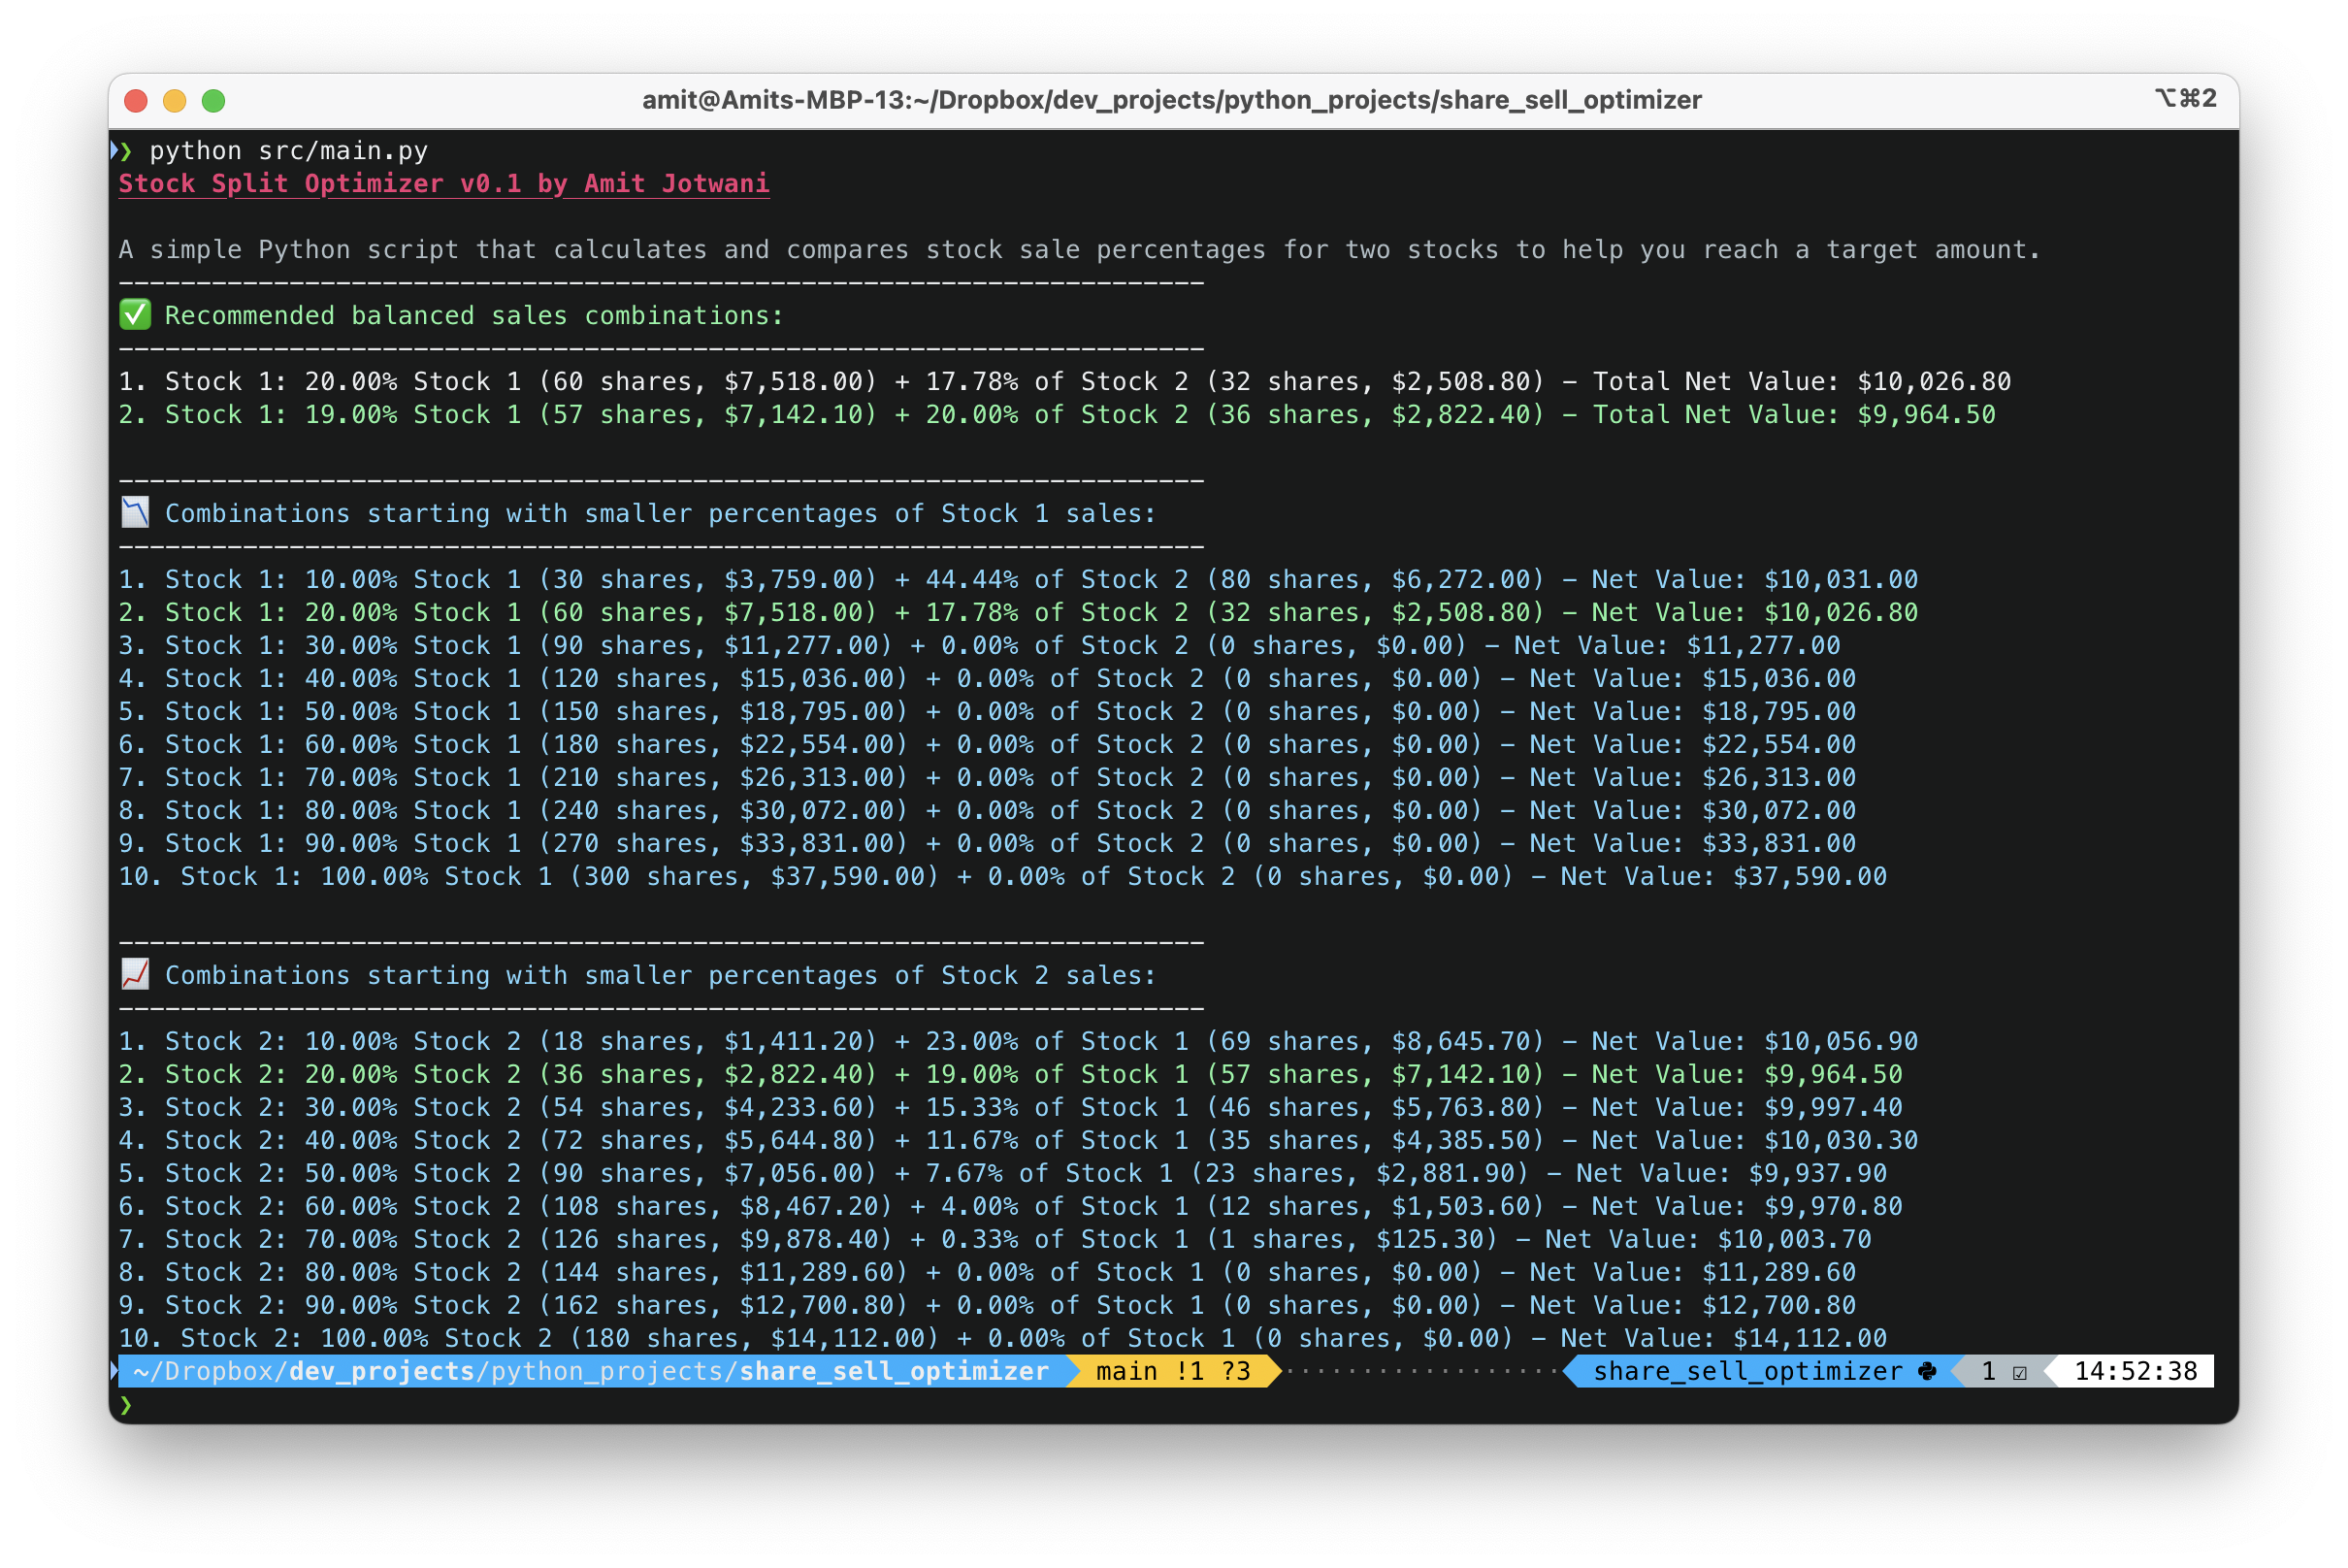 amit@Amits-MBP-13:~/Dropbox/dev_projects/python_projects/share_sell_optimizer ⌥⌘2
❯ python src/main.py
Stock Split Optimizer v0.1 by Amit Jotwani
A simple Python script that calculates and compares stock sale percentages for two stocks to help you reach a target amount.
----------------------------------------------------------------------
✅ Recommended balanced sales combinations:
----------------------------------------------------------------------
1. Stock 1: 20.00% Stock 1 (60 shares, $7,518.00) + 17.78% of Stock 2 (32 shares, $2,508.80) - Total Net Value: $10,026.80
2. Stock 1: 19.00% Stock 1 (57 shares, $7,142.10) + 20.00% of Stock 2 (36 shares, $2,822.40) - Total Net Value: $9,964.50
----------------------------------------------------------------------
📉 Combinations starting with smaller percentages of Stock 1 sales:
----------------------------------------------------------------------
1. Stock 1: 10.00% Stock 1 (30 shares, $3,759.00) + 44.44% of Stock 2 (80 shares, $6,272.00) - Net Value: $10,031.00
2. Stock 1: 20.00% Stock 1 (60 shares, $7,518.00) + 17.78% of Stock 2 (32 shares, $2,508.80) - Net Value: $10,026.80
3. Stock 1: 30.00% Stock 1 (90 shares, $11,277.00) + 0.00% of Stock 2 (0 shares, $0.00) - Net Value: $11,277.00
4. Stock 1: 40.00% Stock 1 (120 shares, $15,036.00) + 0.00% of Stock 2 (0 shares, $0.00) - Net Value: $15,036.00
5. Stock 1: 50.00% Stock 1 (150 shares, $18,795.00) + 0.00% of Stock 2 (0 shares, $0.00) - Net Value: $18,795.00
6. Stock 1: 60.00% Stock 1 (180 shares, $22,554.00) + 0.00% of Stock 2 (0 shares, $0.00) - Net Value: $22,554.00
7. Stock 1: 70.00% Stock 1 (210 shares, $26,313.00) + 0.00% of Stock 2 (0 shares, $0.00) - Net Value: $26,313.00
8. Stock 1: 80.00% Stock 1 (240 shares, $30,072.00) + 0.00% of Stock 2 (0 shares, $0.00) - Net Value: $30,072.00
9. Stock 1: 90.00% Stock 1 (270 shares, $33,831.00) + 0.00% of Stock 2 (0 shares, $0.00) - Net Value: $33,831.00
10. Stock 1: 100.00% Stock 1 (300 shares, $37,590.00) + 0.00% of Stock 2 (0 shares, $0.00) - Net Value: $37,590.00
----------------------------------------------------------------------
📈 Combinations starting with smaller percentages of Stock 2 sales:
----------------------------------------------------------------------
1. Stock 2: 10.00% Stock 2 (18 shares, $1,411.20) + 23.00% of Stock 1 (69 shares, $8,645.70) - Net Value: $10,056.90
2. Stock 2: 20.00% Stock 2 (36 shares, $2,822.40) + 19.00% of Stock 1 (57 shares, $7,142.10) - Net Value: $9,964.50
3. Stock 2: 30.00% Stock 2 (54 shares, $4,233.60) + 15.33% of Stock 1 (46 shares, $5,763.80) - Net Value: $9,997.40
4. Stock 2: 40.00% Stock 2 (72 shares, $5,644.80) + 11.67% of Stock 1 (35 shares, $4,385.50) - Net Value: $10,030.30
5. Stock 2: 50.00% Stock 2 (90 shares, $7,056.00) + 7.67% of Stock 1 (23 shares, $2,881.90) - Net Value: $9,937.90
6. Stock 2: 60.00% Stock 2 (108 shares, $8,467.20) + 4.00% of Stock 1 (12 shares, $1,503.60) - Net Value: $9,970.80
7. Stock 2: 70.00% Stock 2 (126 shares, $9,878.40) + 0.33% of Stock 1 (1 shares, $125.30) - Net Value: $10,003.70
8. Stock 2: 80.00% Stock 2 (144 shares, $11,289.60) + 0.00% of Stock 1 (0 shares, $0.00) - Net Value: $11,289.60
9. Stock 2: 90.00% Stock 2 (162 shares, $12,700.80) + 0.00% of Stock 1 (0 shares, $0.00) - Net Value: $12,700.80
10. Stock 2: 100.00% Stock 2 (180 shares, $14,112.00) + 0.00% of Stock 1 (0 shares, $0.00) - Net Value: $14,112.00
~/Dropbox/dev_projects/python_projects/share_sell_optimizer main !1 ?3 share_sell_optimizer 1 ☑ 14:52:38
❯